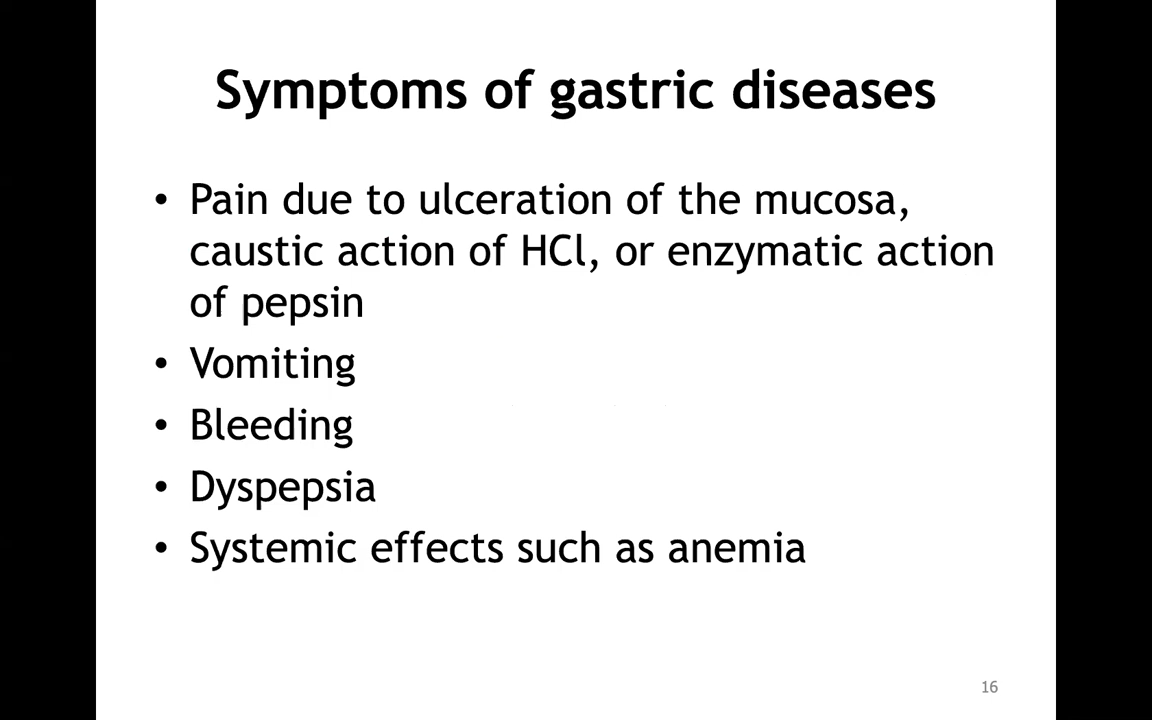 Symptoms of gastric diseases
• Pain due to ulceration of the mucosa,
caustic action of HCl, or enzymatic action
of pepsin
• Vomiting
• Bleeding
• Dyspepsia
• Systemic effects such as anemia
16